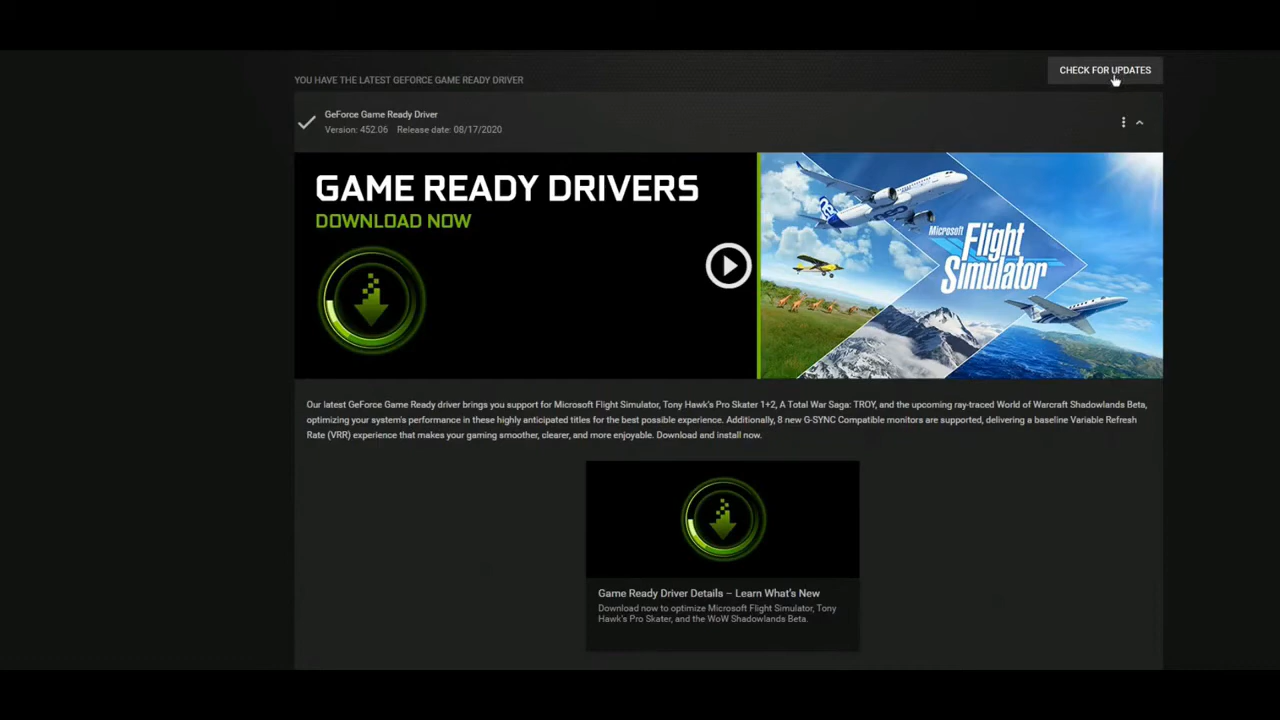 CHECK FOR UPDATES
YOU HAVE THE LATEST GEFORCE GAME READY DRIVER
GeForce Game Ready Driver
Version: 452.06 Release date: 08/17/2020
GAME READY DRIVERS
DOWNLOAD NOW
Microsoft
Flight
Simulator
Our latest GeForce Game Ready driver brings you support for Microsoft Flight Simulator, Tony Hawk's Pro Skater 1+2, A Total War Saga: TROY, and the upcoming ray-traced World of Warcraft Shadowlands Beta,
optimizing your system's performance in these highly anticipated titles for the best possible experience. Additionally, 8 new G-SYNC Compatible monitors are supported, delivering a baseline Variable Refresh
Rate (VRR) experience that makes your gaming smoother, clearer, and more enjoyable. Download and install now.
Game Ready Driver Details – Learn What's New
Download now to optimize Microsoft Flight Simulator, Tony
Hawk's Pro Skater, and the WoW Shadowlands Beta.